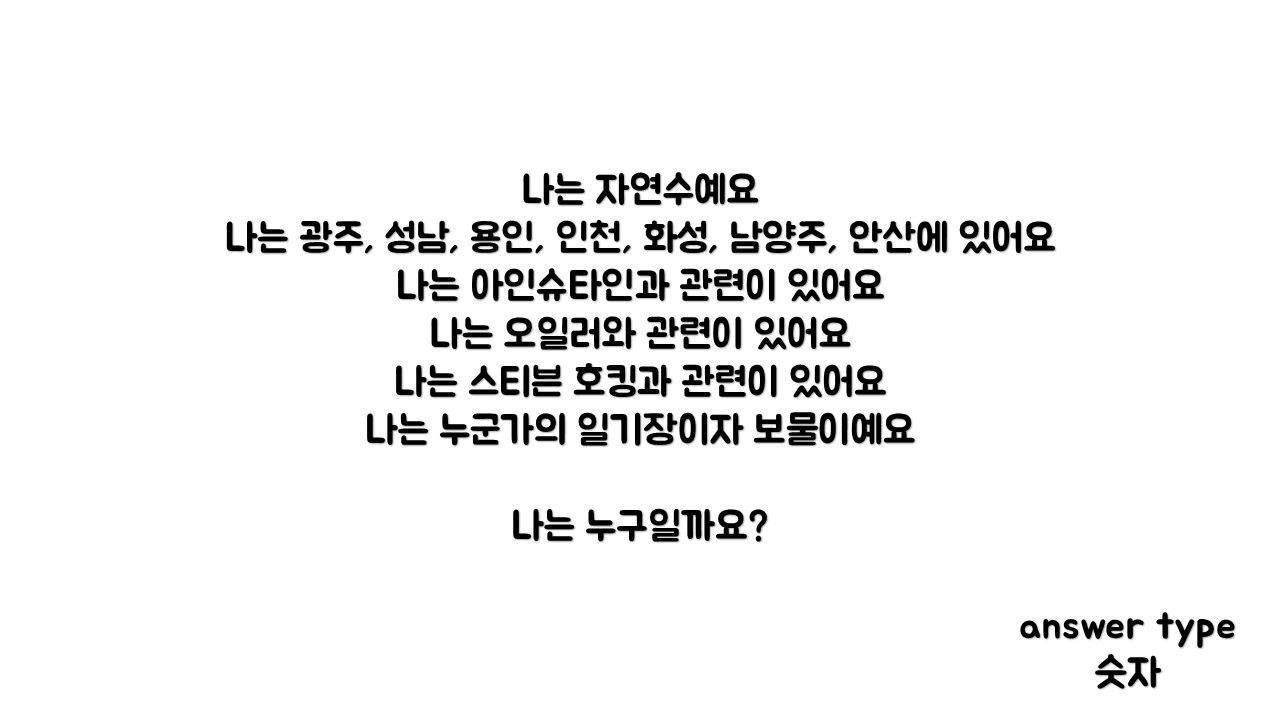 나는 자연수예요
나는 광주, 성남, 용인, 인천, 화성, 남양주, 안산에 있어요
나는 아인슈타인과 관련이 있어요
나는 오일러와 관련이 있어요
나는 스티븐 호킹과 관련이 있어요
나는 누군가의 일기장이자 보물이예요
나는 누구일까요?
answer type
숫자